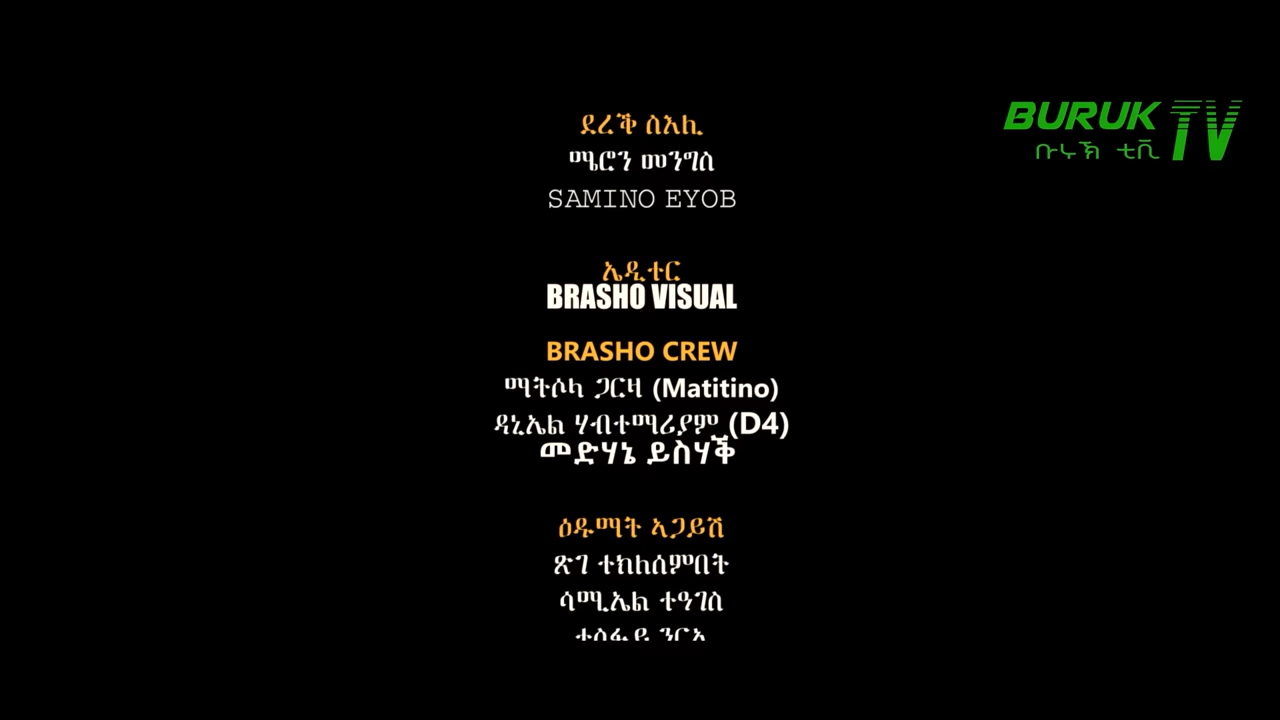 BURUK TV
ቡሩኽ ቲቪ
ደረቕ ስእሊ
ሜሮን መንግስ
SAMINO EYOB
ኤዲተር
BRASHO VISUAL
BRASHO CREW
ማትሶላ ጋርዛ (Matitino)
ዳኒኤል ሃብተማሪያም (D4)
መድሃኔ ይስሃቕ
ዕዱማት ኣጋይሽ
ጽገ ተክለሰምበት
ሳሚኤል ተዓገስ